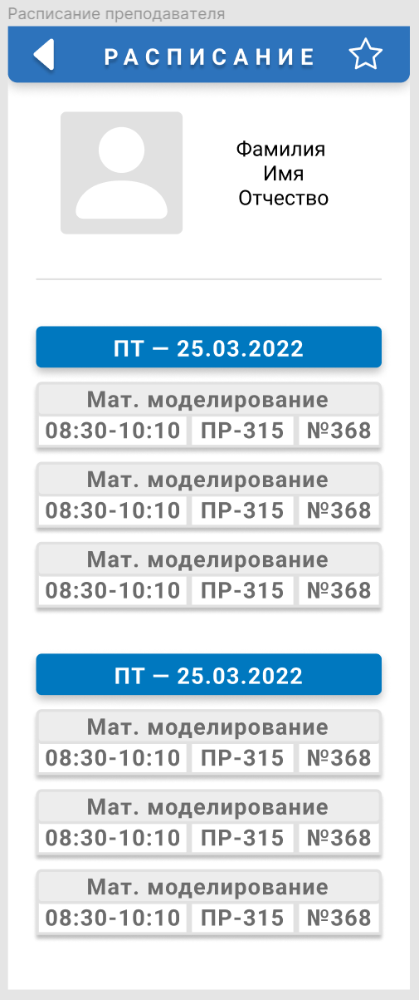 Расписание преподавателя
РАСПИСАНИЕ
Фамилия
Имя
Отчество
ПТ — 25.03.2022
Мат. моделирование
08:30-10:10 ПР-315 №368
Мат. моделирование
08:30-10:10 ПР-315 №368
Мат. моделирование
08:30-10:10 ПР-315 №368
ПТ — 25.03.2022
Мат. моделирование
08:30-10:10 ПР-315 №368
Мат. моделирование
08:30-10:10 ПР-315 №368
Мат. моделирование
08:30-10:10 ПР-315 №368